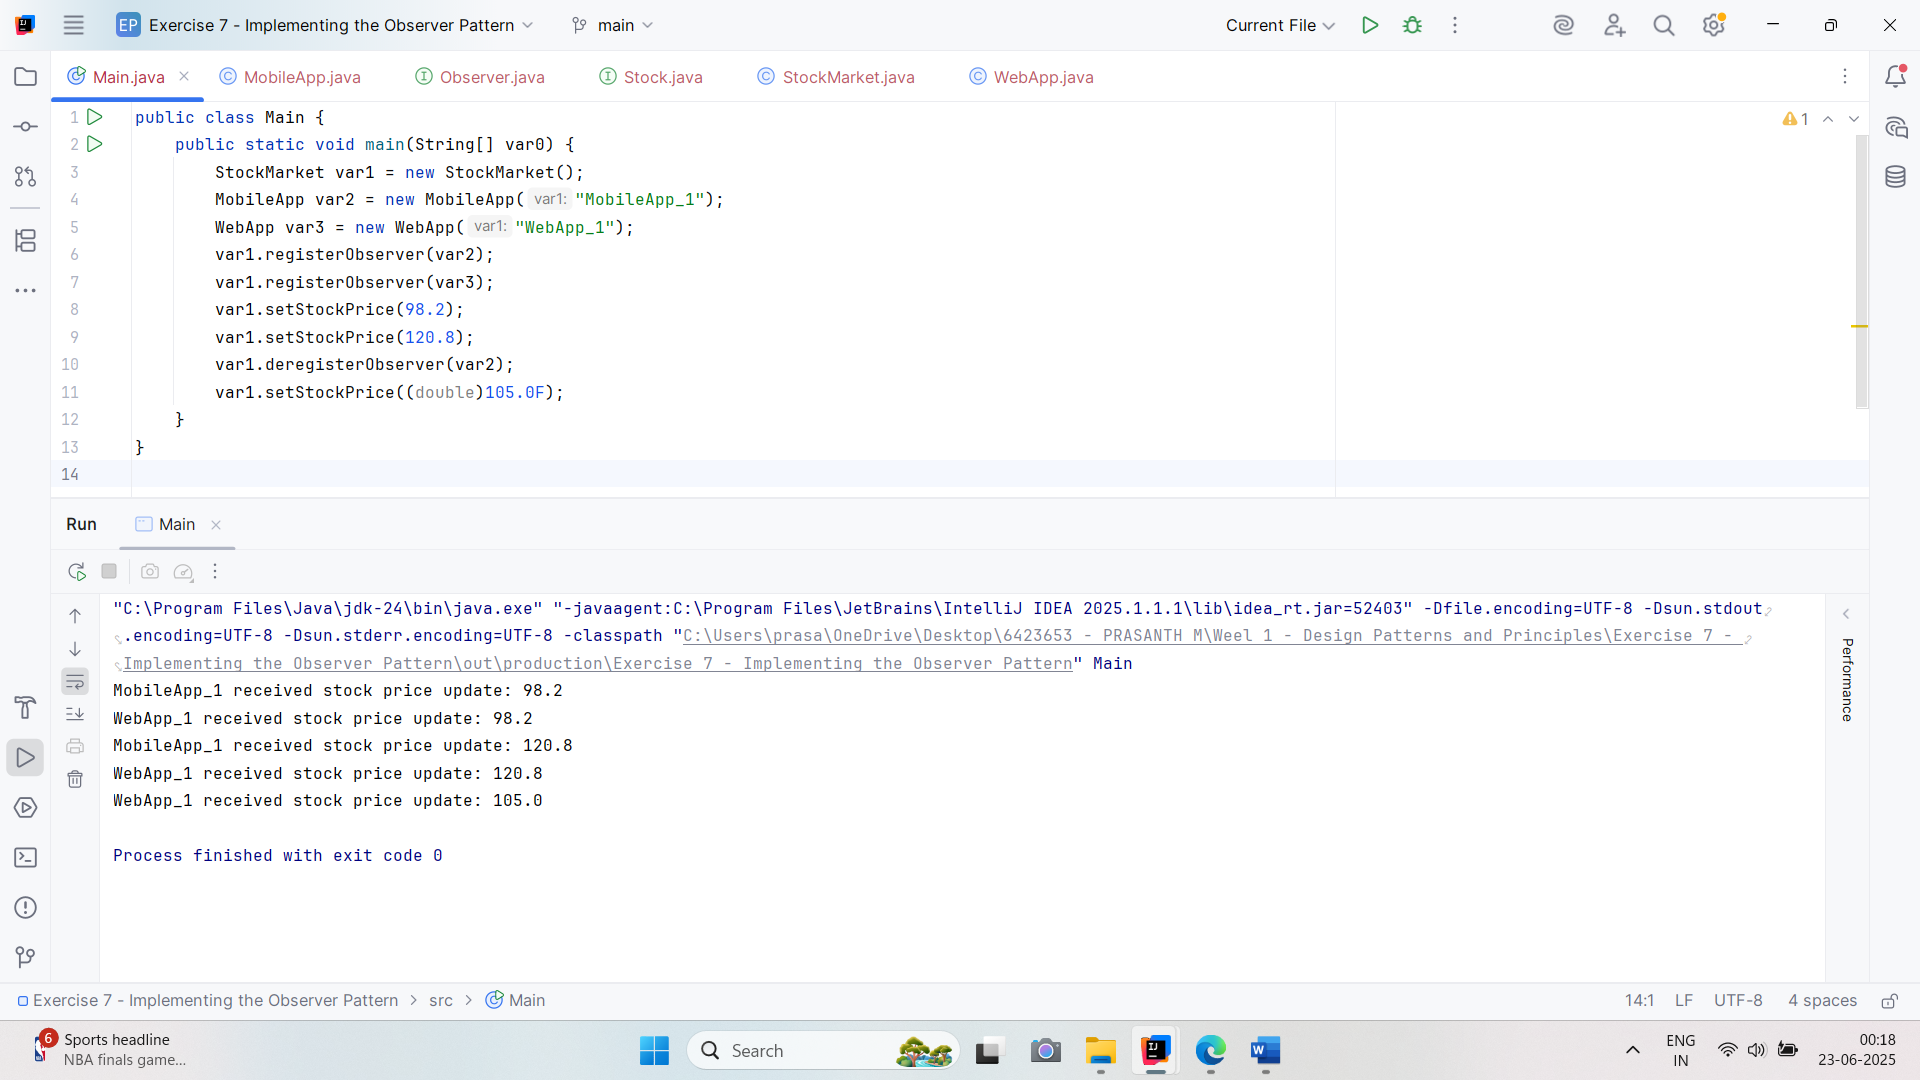 EP Exercise 7 - Implementing the Observer Pattern main Current File
Main.java MobileApp.java Observer.java Stock.java StockMarket.java WebApp.java
1 public class Main {
2 public static void main(String[] var0) {
3 StockMarket var1 = new StockMarket();
4 MobileApp var2 = new MobileApp( var1: "MobileApp_1");
5 WebApp var3 = new WebApp( var1: "WebApp_1");
6 var1.registerObserver(var2);
7 var1.registerObserver(var3);
8 var1.setStockPrice(98.2);
9 var1.setStockPrice(120.8);
10 var1.deregisterObserver(var2);
11 var1.setStockPrice((double)105.0F);
12 }
13 }
14
1
Run Main
"C:\Program Files\Java\jdk-24\bin\java.exe" "-javaagent:C:\Program Files\JetBrains\IntelliJ IDEA 2025.1.1.1\lib\idea_rt.jar=52403" -Dfile.encoding=UTF-8 -Dsun.stdout
.encoding=UTF-8 -Dsun.stderr.encoding=UTF-8 -classpath "C:\Users\prasa\OneDrive\Desktop\6423653 - PRASANTH M\Weel 1 - Design Patterns and Principles\Exercise 7 -
Implementing the Observer Pattern\out\production\Exercise 7 - Implementing the Observer Pattern" Main
MobileApp_1 received stock price update: 98.2
WebApp_1 received stock price update: 98.2
MobileApp_1 received stock price update: 120.8
WebApp_1 received stock price update: 120.8
WebApp_1 received stock price update: 105.0
Process finished with exit code 0
Performance
Exercise 7 - Implementing the Observer Pattern > src > Main
14:1 LF UTF-8 4 spaces
6 Sports headline
NBA finals game...
Search
ENG
IN
00:18
23-06-2025